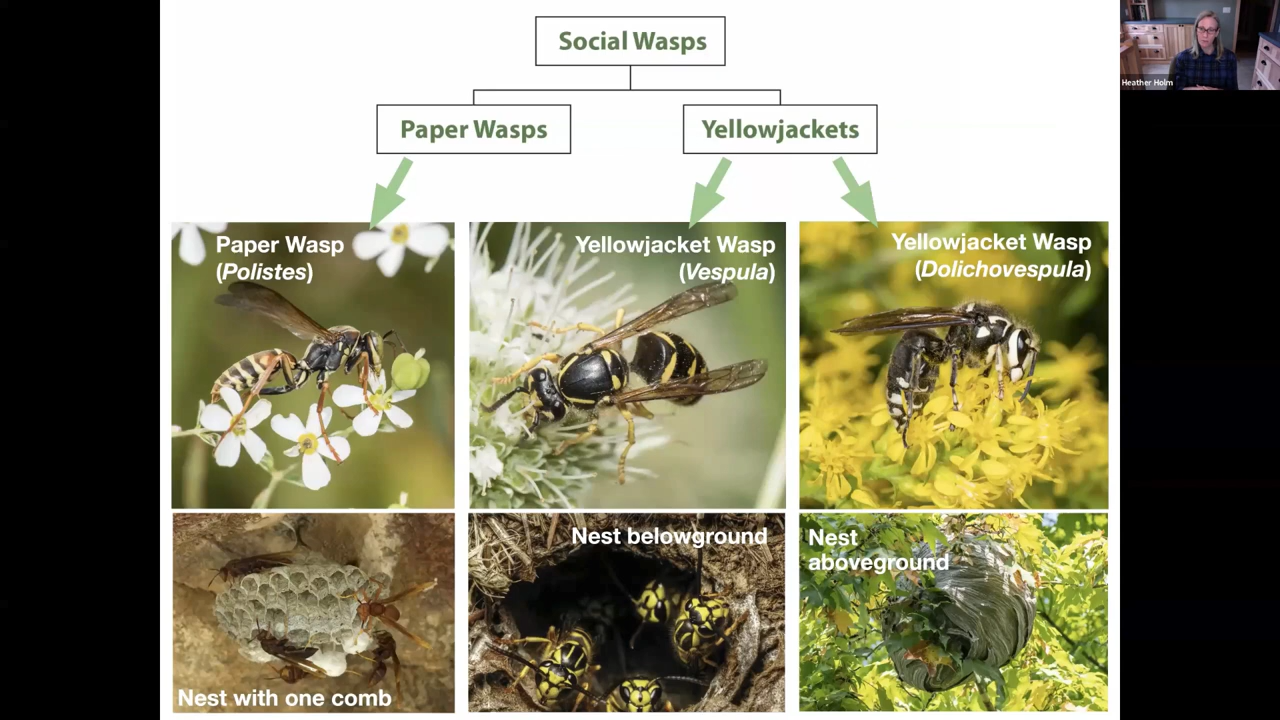 Social Wasps
Paper Wasps
Yellowjackets
Paper Wasp
(Polistes)
Yellowjacket Wasp
(Vespula)
Yellowjacket Wasp
(Dolichovespula)
Nest with one comb
Nest belowground
Nest
aboveground
Heather Holm